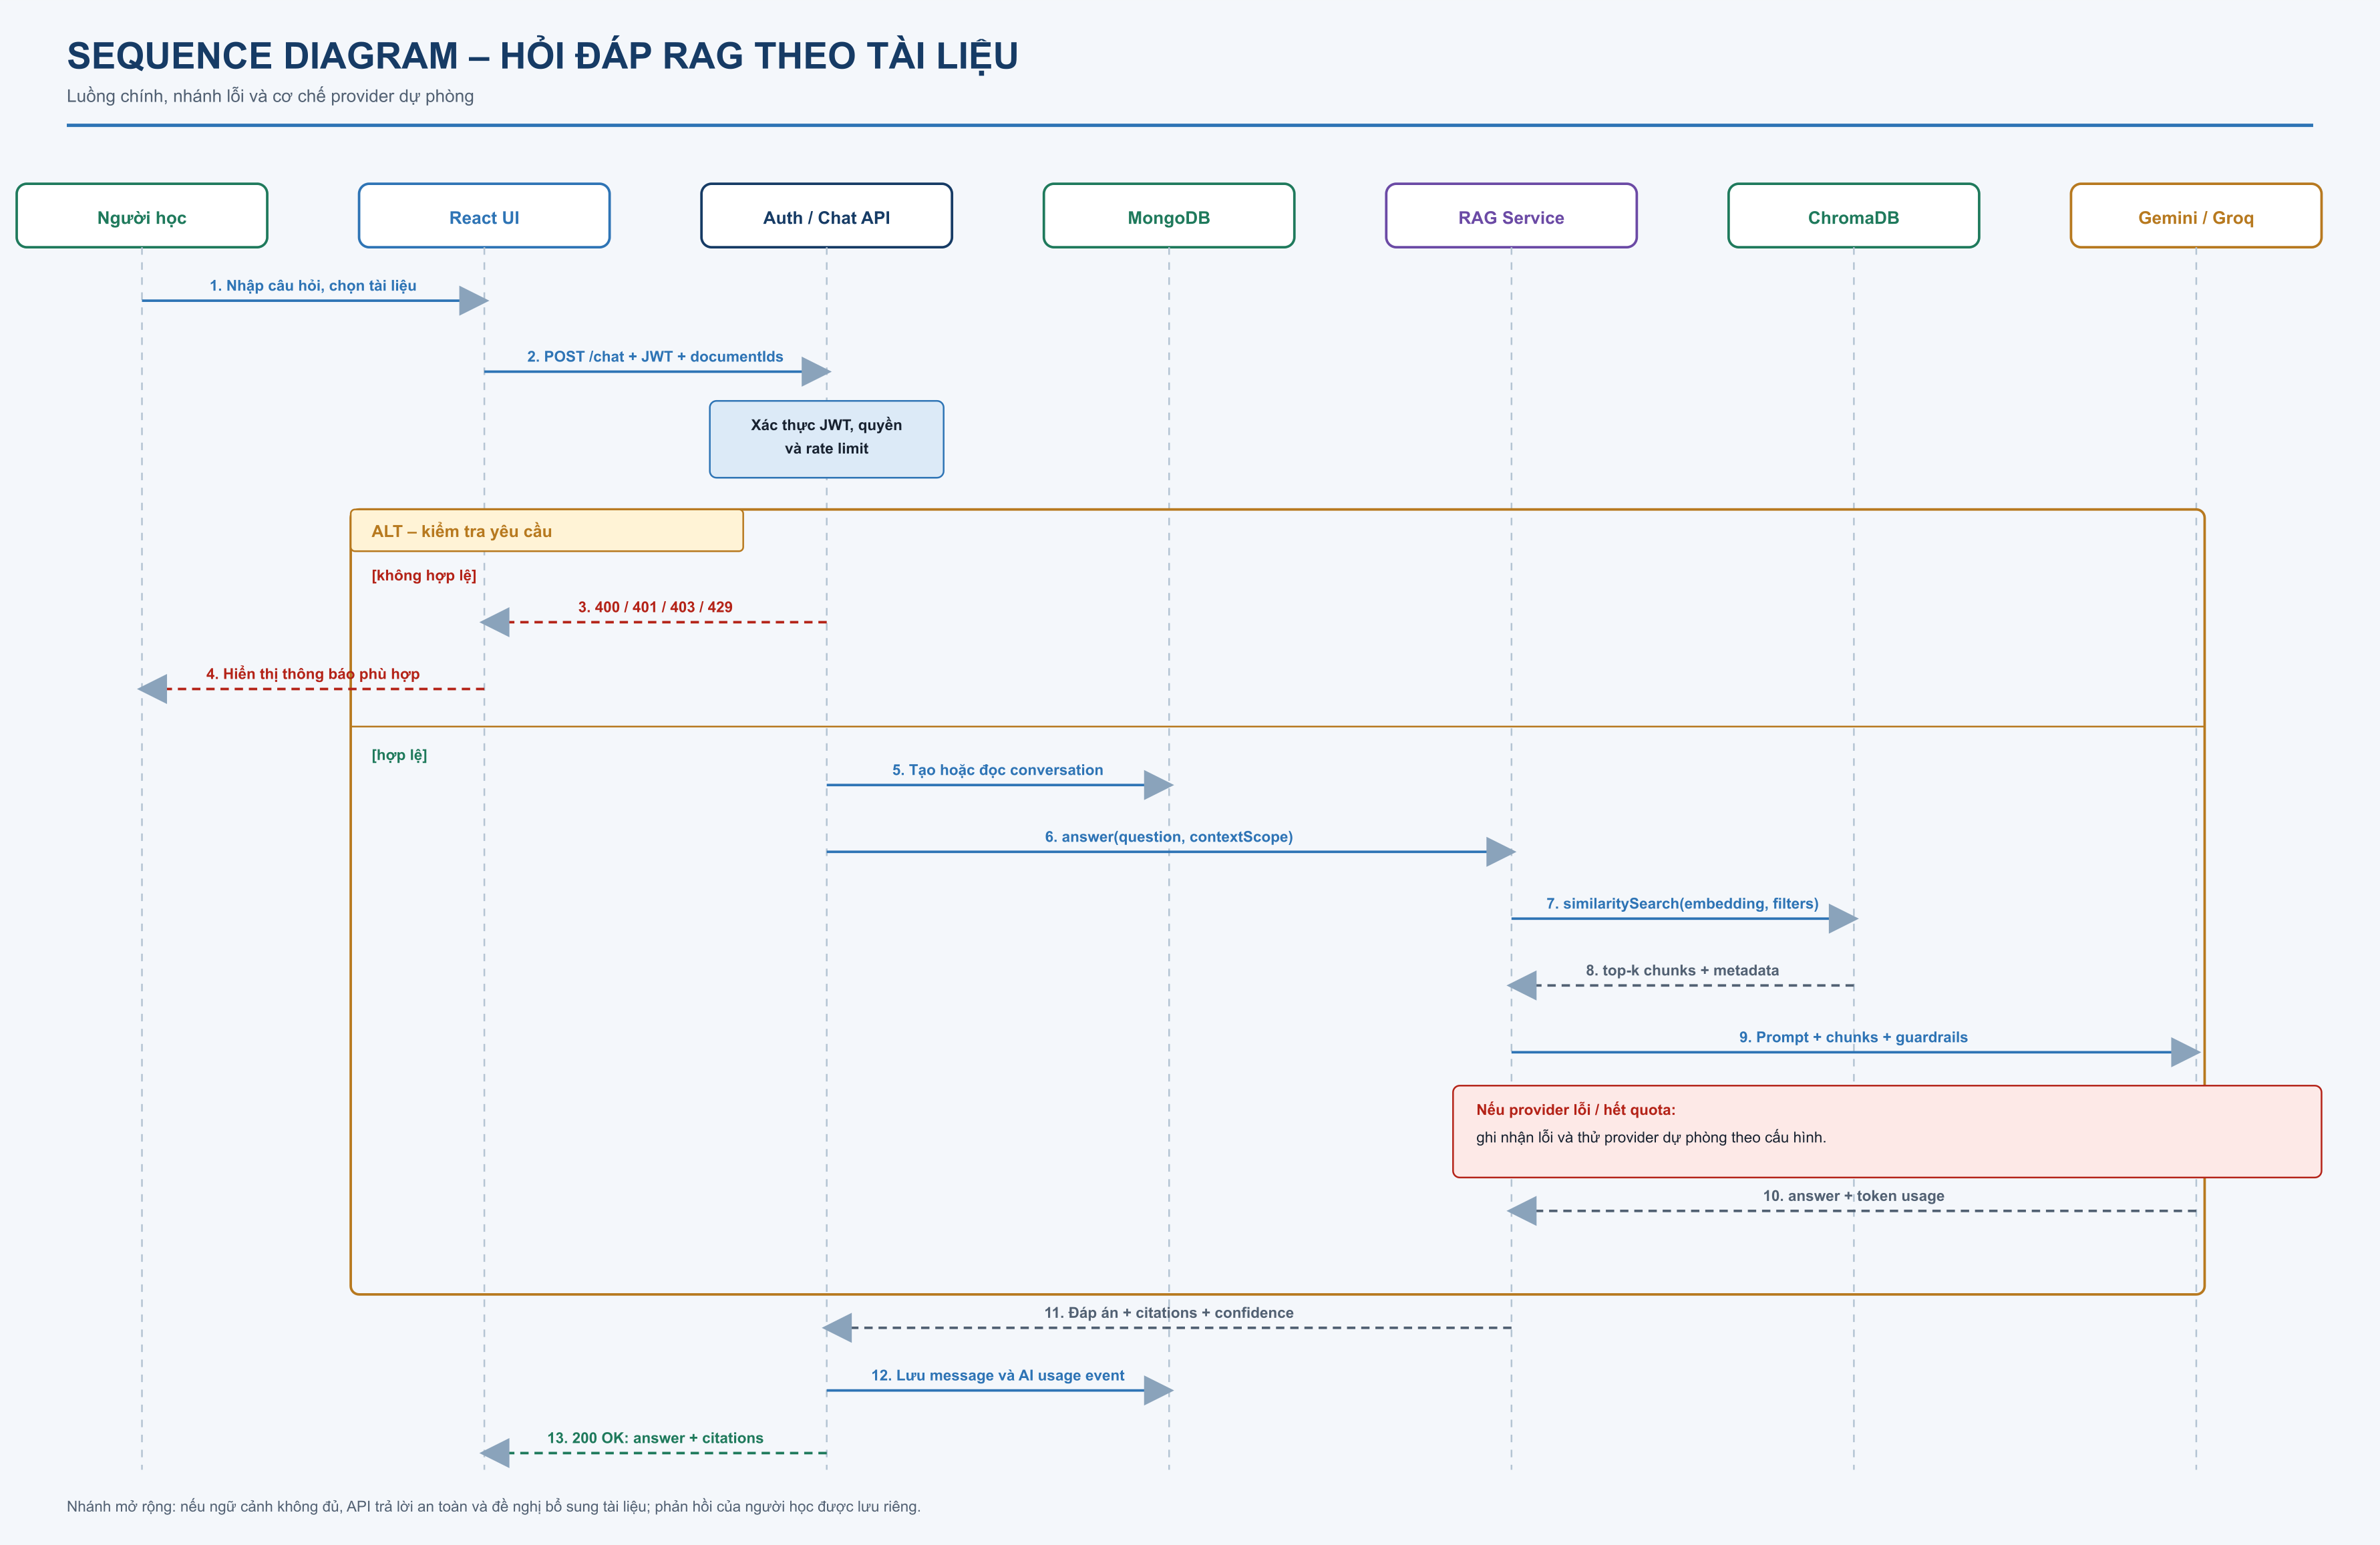 SEQUENCE DIAGRAM – HỎI ĐÁP RAG THEO TÀI LIỆU
Luồng chính, nhánh lỗi và cơ chế provider dự phòng
Người học
React UI
Auth / Chat API
MongoDB
RAG Service
ChromaDB
Gemini / Groq
1. Nhập câu hỏi, chọn tài liệu
2. POST /chat + JWT + documentIds
Xác thực JWT, quyền
và rate limit
ALT – kiểm tra yêu cầu
[không hợp lệ]
3. 400 / 401 / 403 / 429
4. Hiển thị thông báo phù hợp
[hợp lệ]
5. Tạo hoặc đọc conversation
6. answer(question, contextScope)
7. similaritySearch(embedding, filters)
8. top-k chunks + metadata
9. Prompt + chunks + guardrails
Nếu provider lỗi / hết quota:
ghi nhận lỗi và thử provider dự phòng theo cấu hình.
10. answer + token usage
11. Đáp án + citations + confidence
12. Lưu message và AI usage event
13. 200 OK: answer + citations
Nhánh mở rộng: nếu ngữ cảnh không đủ, API trả lời an toàn và đề nghị bổ sung tài liệu; phản hồi của người học được lưu riêng.